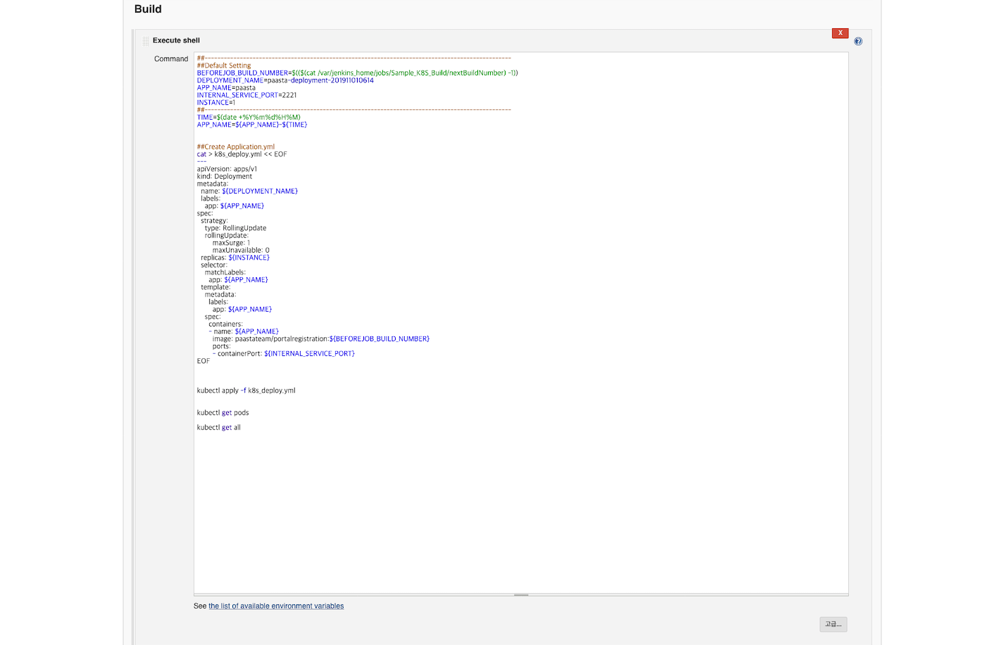 Build
Execute shell
X
Command
##------------------------------------------------------------------------------------
##Default Setting
BEFOREJOB_BUILD_NUMBER=$(($(cat /var/jenkins_home/jobs/Sample_K8S_Build/nextBuildNumber) -1))
DEPLOYMENT_NAME=paasta-deployment-201911010614
APP_NAME=paasta
INTERNAL_SERVICE_PORT=2221
INSTANCE=1
##------------------------------------------------------------------------------------
TIME=$(date +%Y%m%d%H%M)
APP_NAME=${APP_NAME}-${TIME}
##Create Application.yml
cat > k8s_deploy.yml << EOF
---
apiVersion: apps/v1
kind: Deployment
metadata:
name: ${DEPLOYMENT_NAME}
labels:
app: ${APP_NAME}
spec:
strategy:
type: RollingUpdate
rollingUpdate:
maxSurge: 1
maxUnavailable: 0
replicas: ${INSTANCE}
selector:
matchLabels:
app: ${APP_NAME}
template:
metadata:
labels:
app: ${APP_NAME}
spec:
containers:
- name: ${APP_NAME}
image: paastateam/portalregistration:${BEFOREJOB_BUILD_NUMBER}
ports:
- containerPort: ${INTERNAL_SERVICE_PORT}
EOF
kubectl apply -f k8s_deploy.yml
kubectl get pods
kubectl get all
See the list of available environment variables
고급...